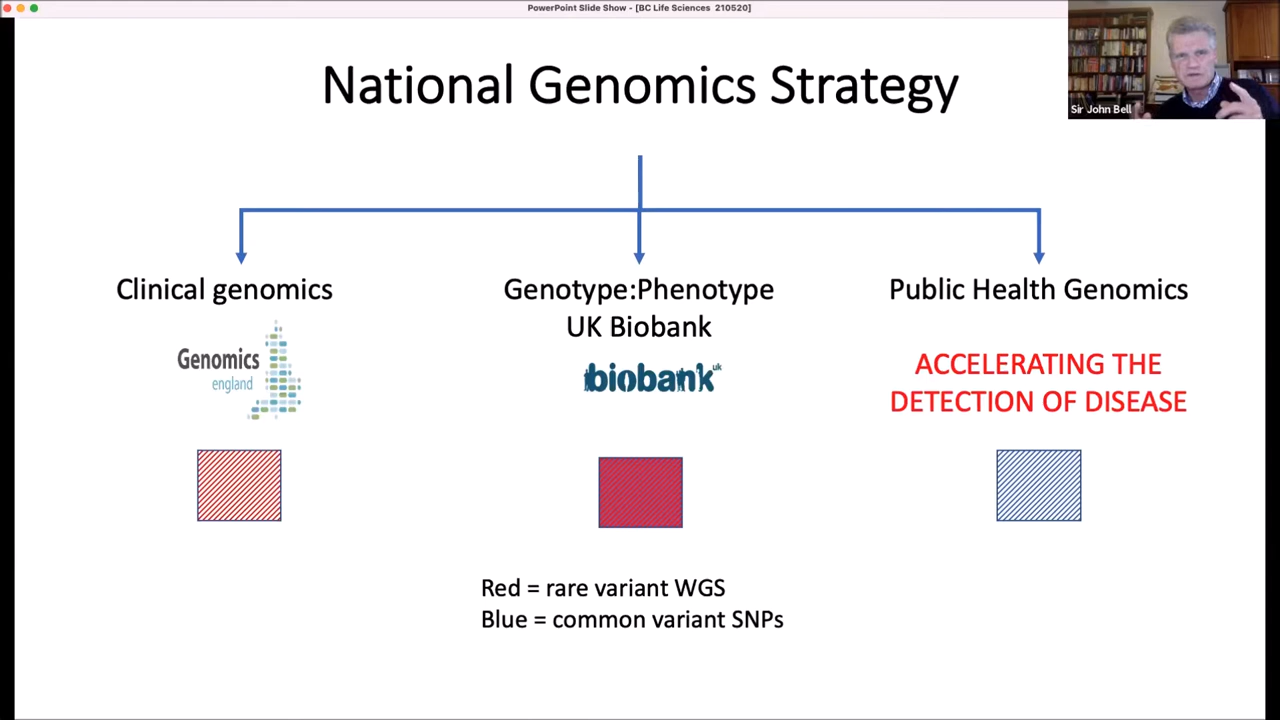 PowerPoint Slide Show - [BC Life Sciences 210520]
Sir John Bell
National Genomics Strategy
Clinical genomics
Genomics
england
Genotype:Phenotype
UK Biobank
biobank uk
Public Health Genomics
ACCELERATING THE
DETECTION OF DISEASE
Red = rare variant WGS
Blue = common variant SNPs